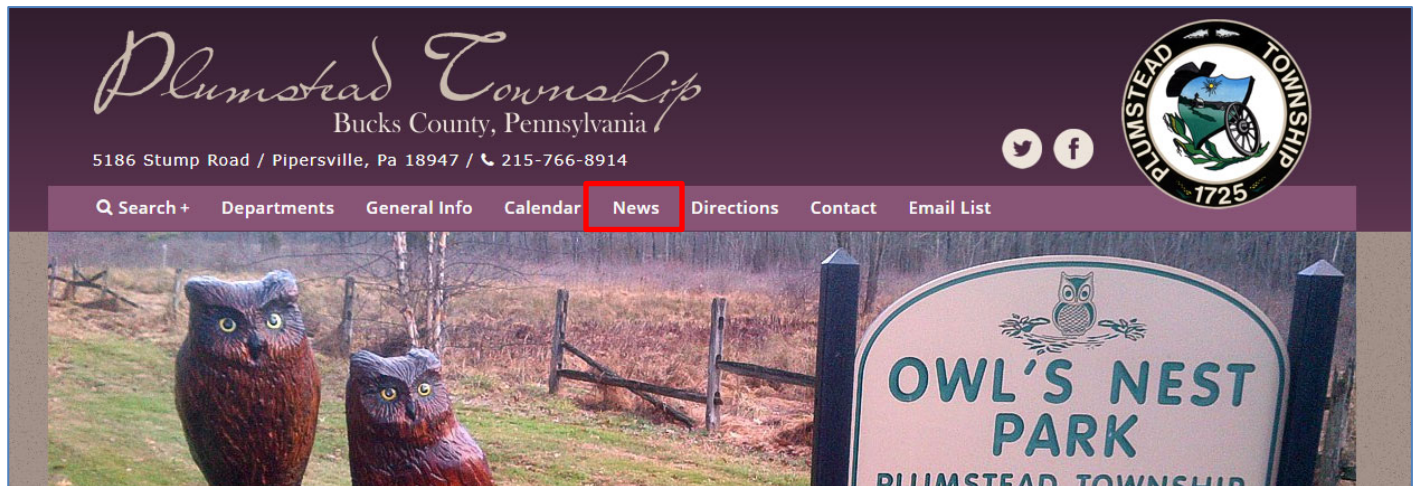 Plumstead Township
Bucks County, Pennsylvania
5186 Stump Road / Pipersville, Pa 18947 / 215-766-8914
PLUMSTEAD TOWNSHIP
1725
Search + Departments General Info Calendar News Directions Contact Email List
OWL'S NEST
PARK
PLUMSTEAD TOWNSHIP